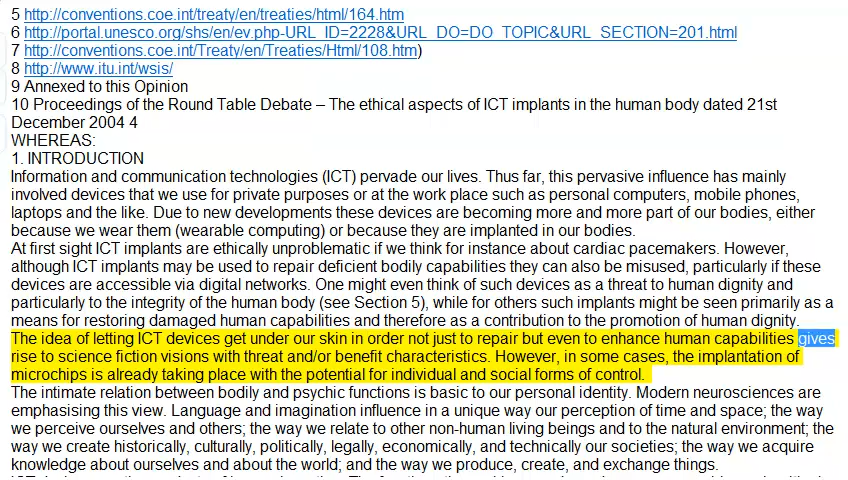 5 http://conventions.coe.int/treaty/en/treaties/html/164.htm
6 http://portal.unesco.org/shs/en/ev.php-URL_ID=2228&URL_DO=DO_TOPIC&URL_SECTION=201.html
7 http://conventions.coe.int/Treaty/en/Treaties/Html/108.htm)
8 http://www.itu.int/wsis/
9 Annexed to this Opinion
10 Proceedings of the Round Table Debate – The ethical aspects of ICT implants in the human body dated 21st
December 2004 4
WHEREAS:
1. INTRODUCTION
Information and communication technologies (ICT) pervade our lives. Thus far, this pervasive influence has mainly
involved devices that we use for private purposes or at the work place such as personal computers, mobile phones,
laptops and the like. Due to new developments these devices are becoming more and more part of our bodies, either
because we wear them (wearable computing) or because they are implanted in our bodies.
At first sight ICT implants are ethically unproblematic if we think for instance about cardiac pacemakers. However,
although ICT implants may be used to repair deficient bodily capabilities they can also be misused, particularly if these
devices are accessible via digital networks. One might even think of such devices as a threat to human dignity and
particularly to the integrity of the human body (see Section 5), while for others such implants might be seen primarily as a
means for restoring damaged human capabilities and therefore as a contribution to the promotion of human dignity.
The idea of letting ICT devices get under our skin in order not just to repair but even to enhance human capabilities gives
rise to science fiction visions with threat and/or benefit characteristics. However, in some cases, the implantation of
microchips is already taking place with the potential for individual and social forms of control.
The intimate relation between bodily and psychic functions is basic to our personal identity. Modern neurosciences are
emphasising this view. Language and imagination influence in a unique way our perception of time and space; the way
we perceive ourselves and others; the way we relate to other non-human living beings and to the natural environment; the
way we create historically, culturally, politically, legally, economically, and technically our societies; the way we acquire
knowledge about ourselves and about the world; and the way we produce, create, and exchange things.